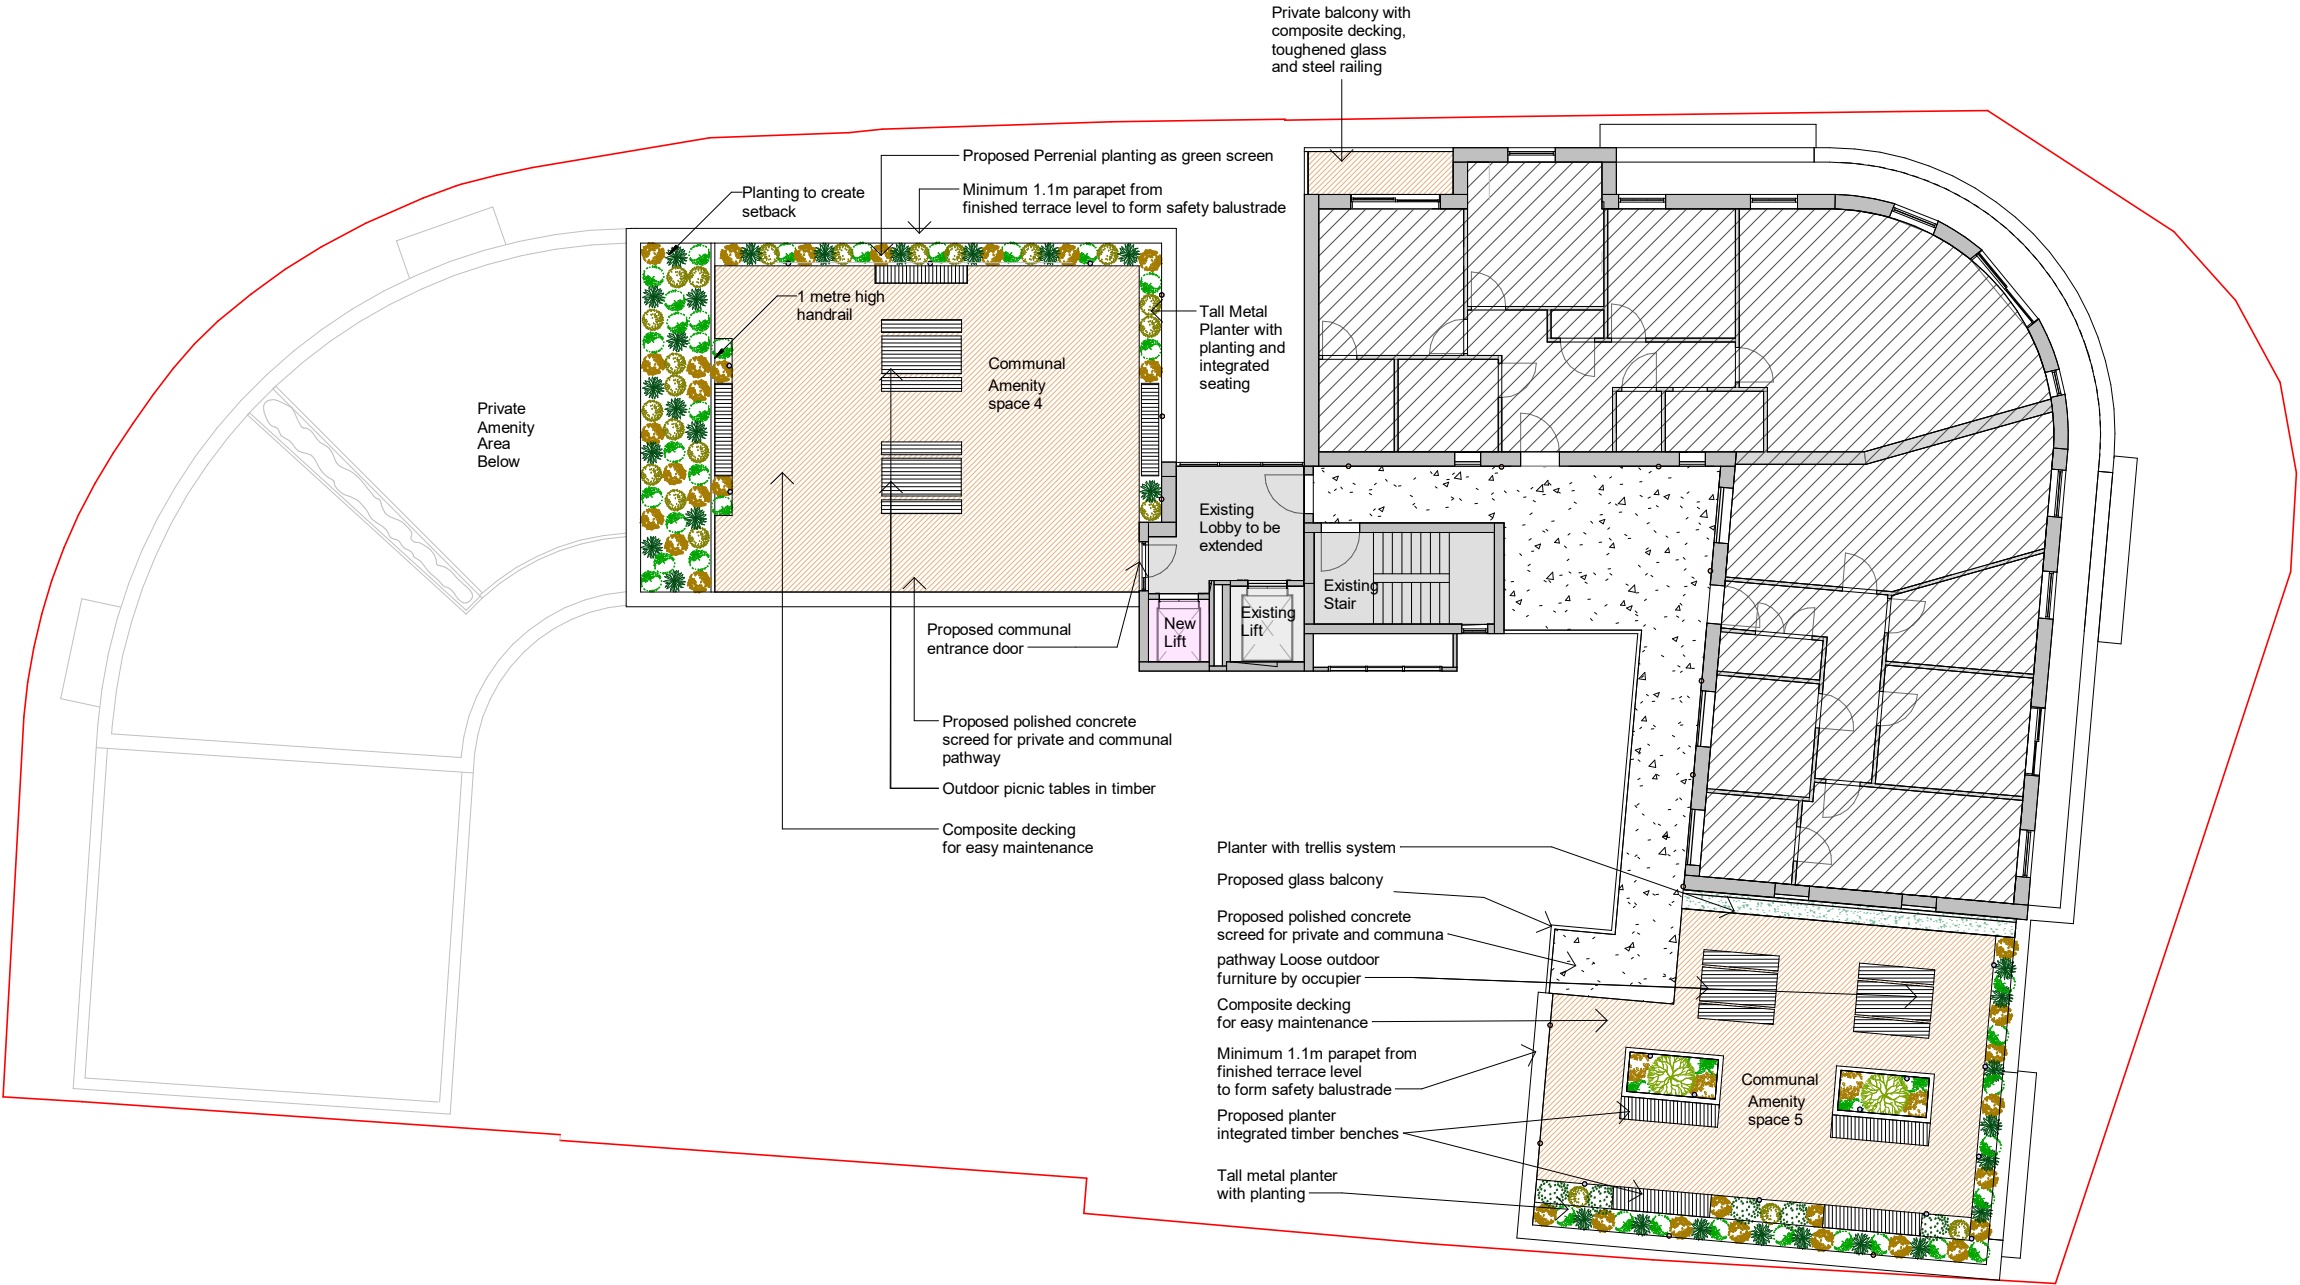 Private balcony with
composite decking,
toughened glass
and steel railing
Proposed Perrenial planting as green screen
Minimum 1.1m parapet from
finished terrace level to form safety balustrade
Planting to create
setback
1 metre high
handrail
Tall Metal
Planter with
planting and
integrated
seating
Communal
Amenity
space 4
Private
Amenity
Area
Below
Existing
Lobby to be
extended
Existing
Stair
Existing
Lift
New
Lift
Proposed communal
entrance door
Proposed polished concrete
screed for private and communal
pathway
Outdoor picnic tables in timber
Composite decking
for easy maintenance
Planter with trellis system
Proposed glass balcony
Proposed polished concrete
screed for private and communa
pathway Loose outdoor
furniture by occupier
Composite decking
for easy maintenance
Minimum 1.1m parapet from
finished terrace level
to form safety balustrade
Proposed planter
integrated timber benches
Tall metal planter
with planting
Communal
Amenity
space 5